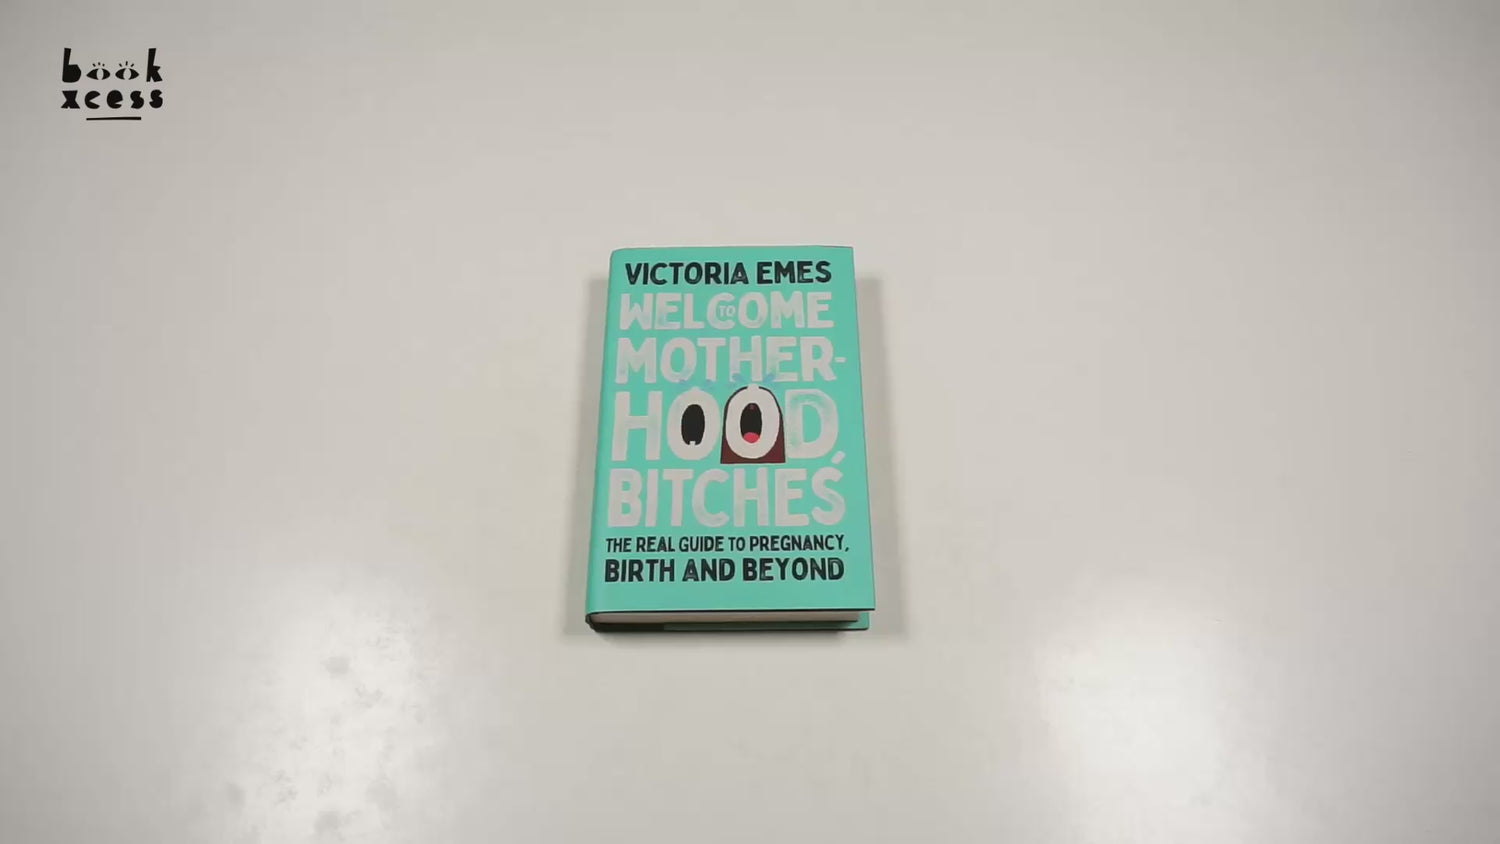 book
xcess
VICTORIA EMES
WELCOME
TO
MOTHER-
HOOD,
BITCHES
THE REAL GUIDE TO PREGNANCY,
BIRTH AND BEYOND